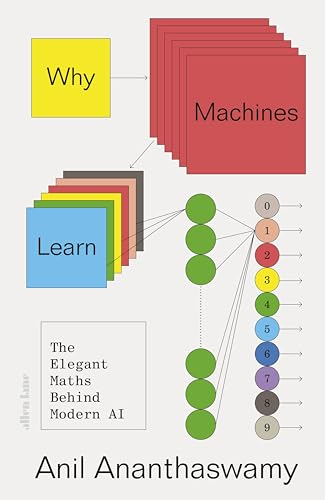 Why
Machines
Learn
0
1
2
3
4
5
6
7
8
9
The
Elegant
Maths
Behind
Modern AI
allen lane
Anil Ananthaswamy